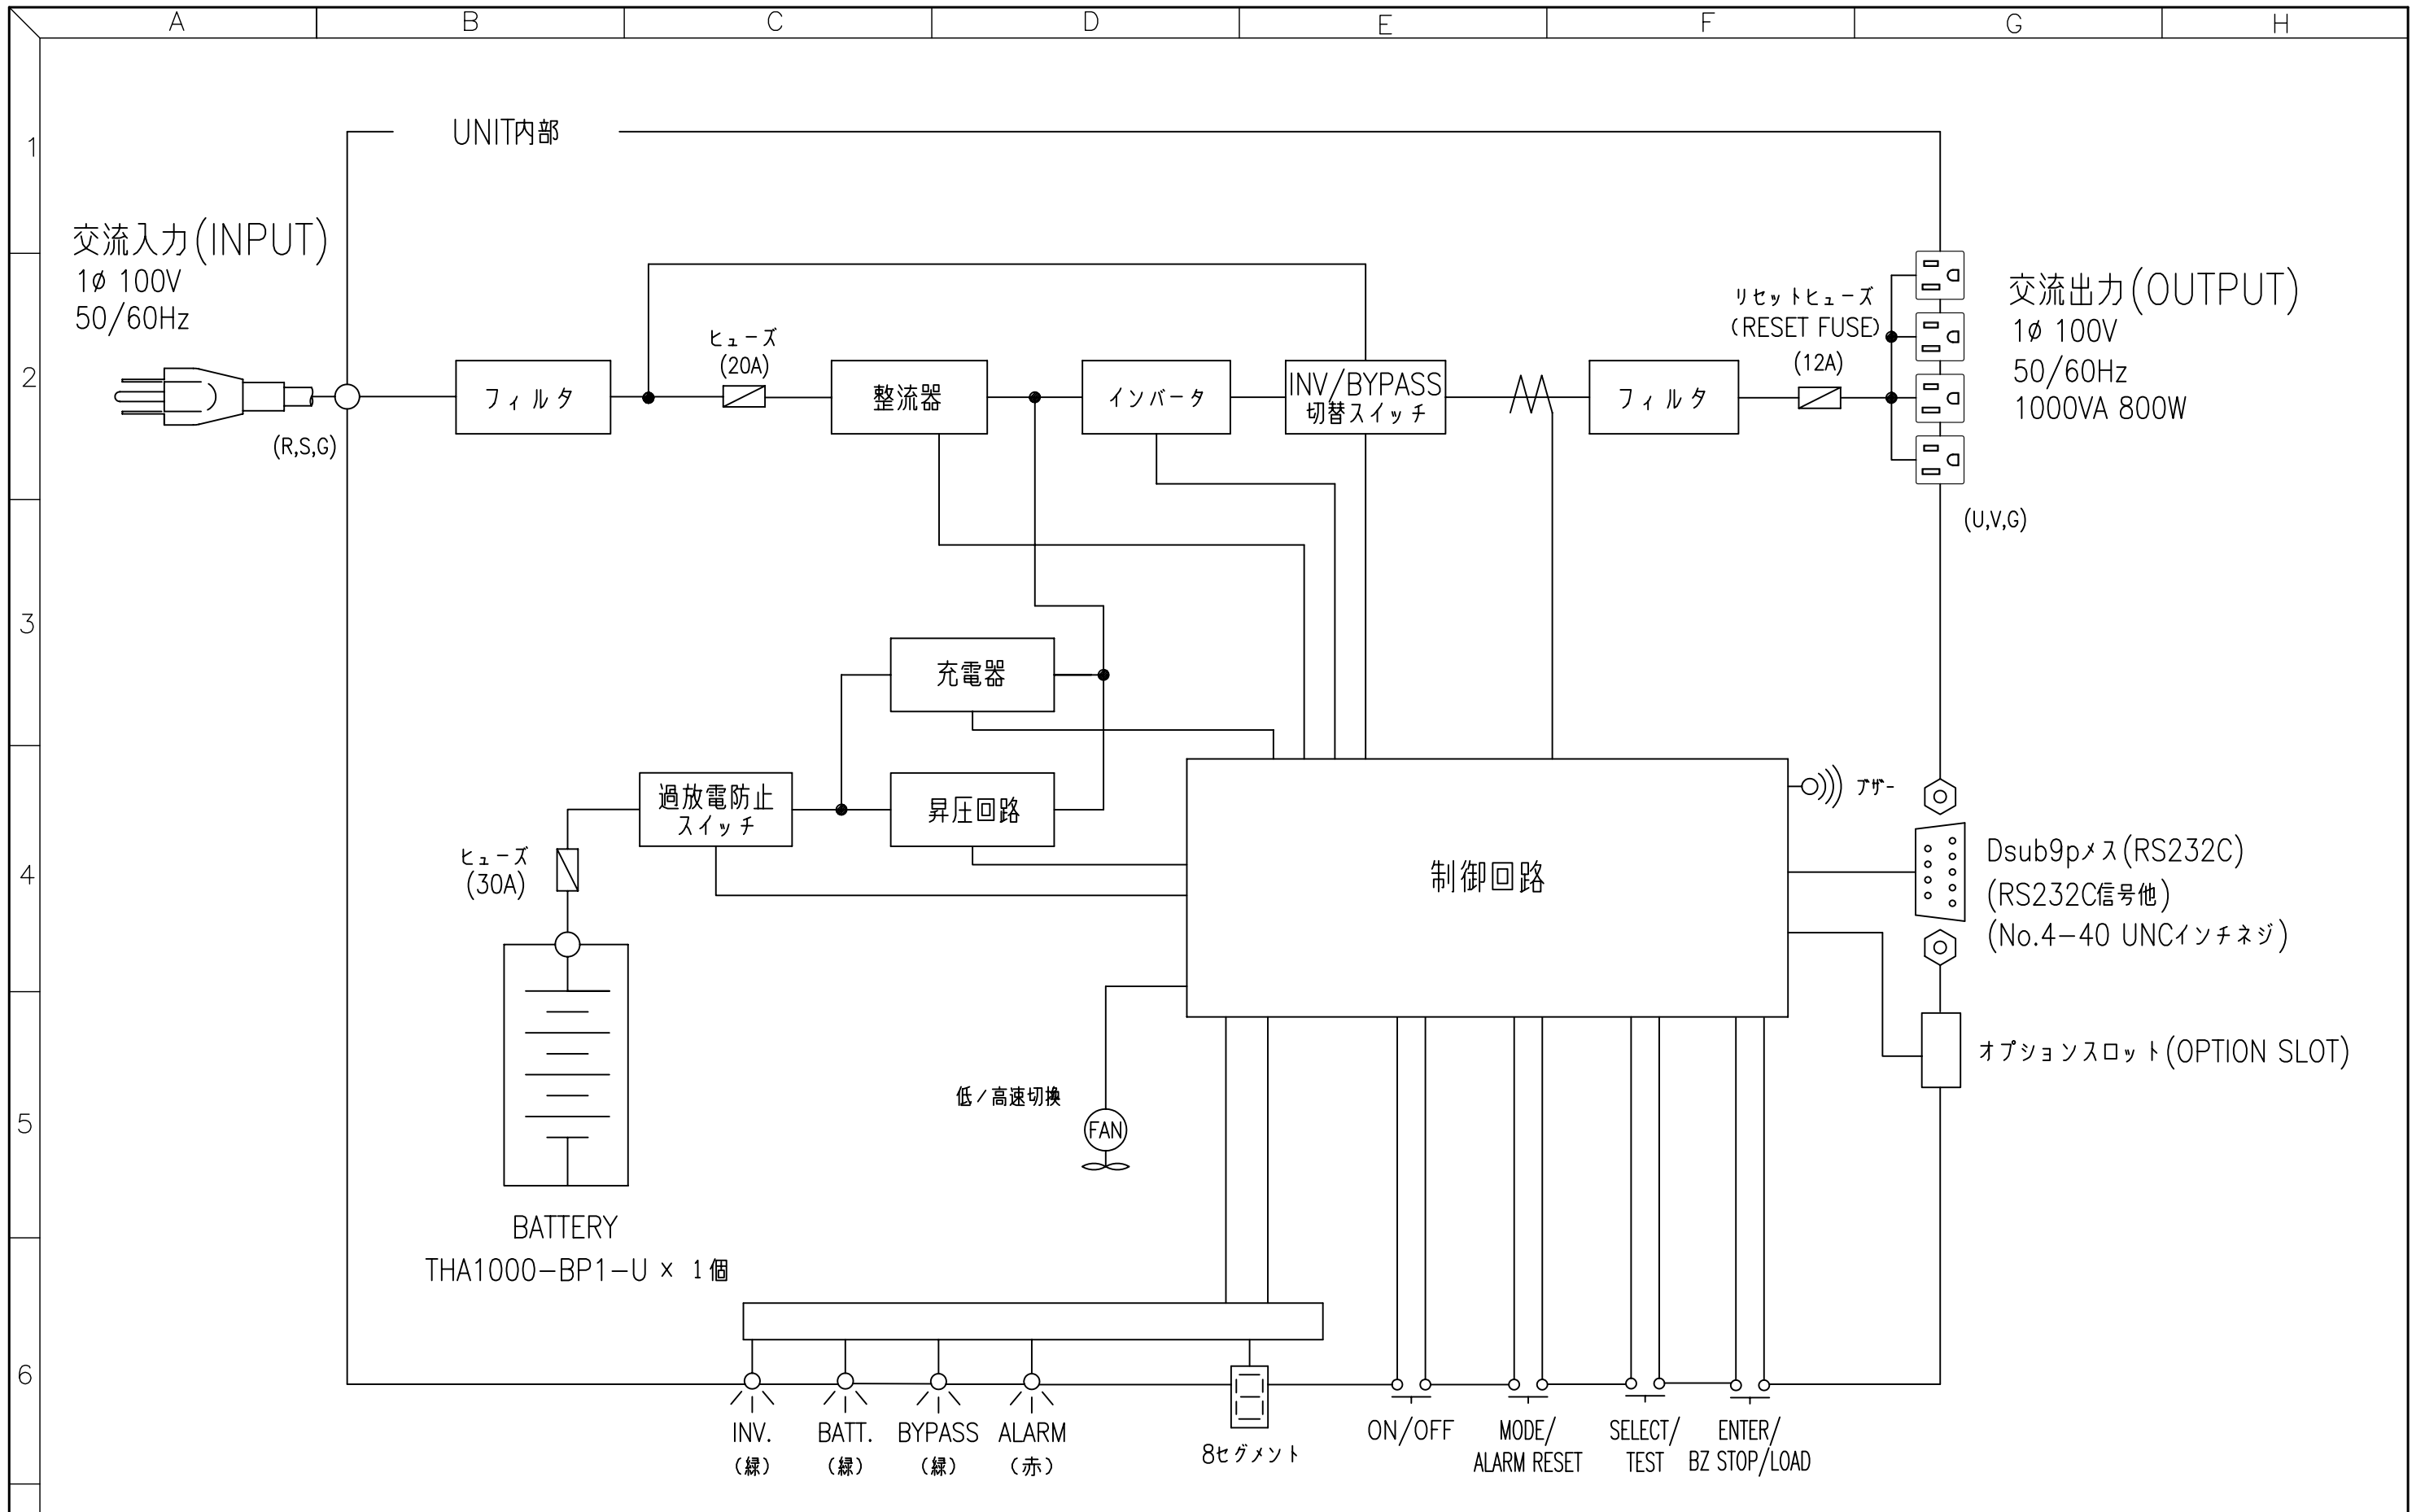 A B C D E F G H
1
2
3
4
5
6
UNIT内部
交流入力(INPUT)
1ø 100V
50/60Hz
(R,S,G)
フィルタ
ヒューズ
(20A)
整流器
インバータ
INV/BYPASS
切替スイッチ
フィルタ
リセットヒューズ
(RESET FUSE)
(12A)
交流出力(OUTPUT)
1ø 100V
50/60Hz
1000VA 800W
(U,V,G)
充電器
過放電防止
スイッチ
昇圧回路
ヒューズ
(30A)
制御回路
ブザー
Dsub9pメス(RS232C)
(RS232C信号他)
(No.4-40 UNCインチネジ)
オプションスロット(OPTION SLOT)
低/高速切換
FAN
BATTERY
THA1000-BP1-U × 1個
INV.
(緑)
BATT.
(緑)
BYPASS
(緑)
ALARM
(赤)
8セグメント
ON/OFF
MODE/
ALARM RESET
SELECT/
TEST
ENTER/
BZ STOP/LOAD